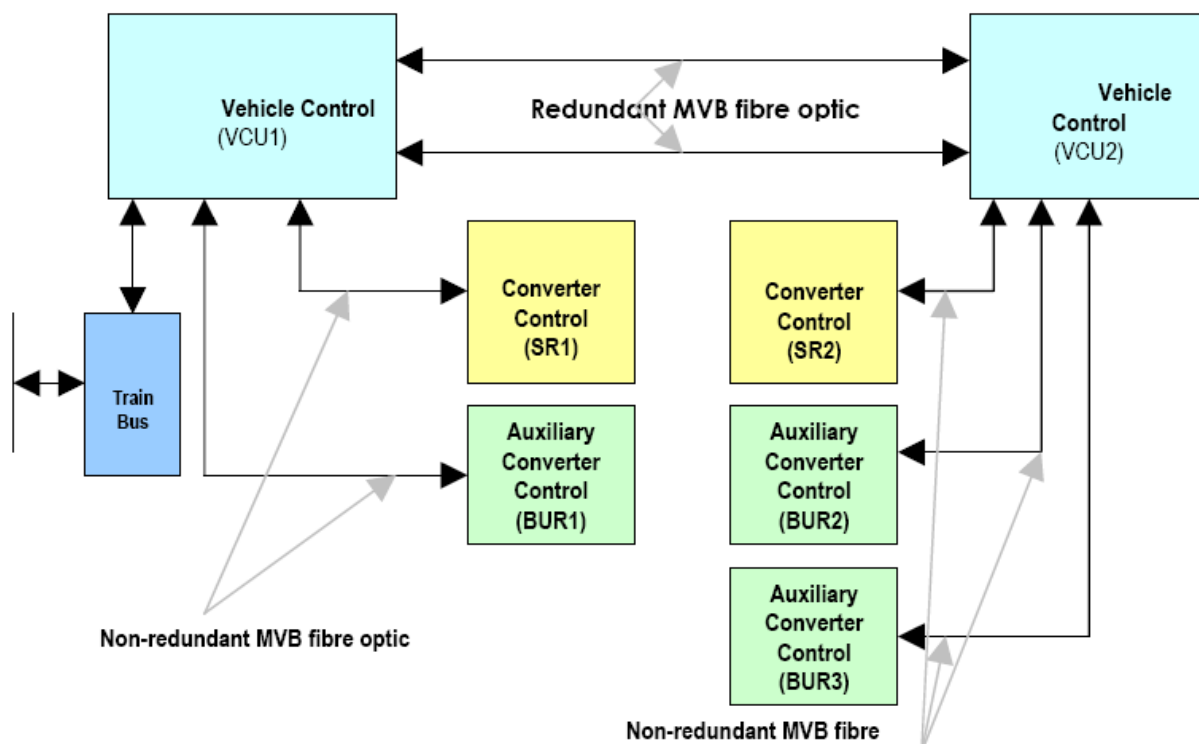 Vehicle Control
(VCU1)
Redundant MVB fibre optic
Vehicle
Control
(VCU2)
Converter
Control
(SR1)
Converter
Control
(SR2)
Train
Bus
Auxiliary
Converter
Control
(BUR1)
Auxiliary
Converter
Control
(BUR2)
Auxiliary
Converter
Control
(BUR3)
Non-redundant MVB fibre optic
Non-redundant MVB fibre